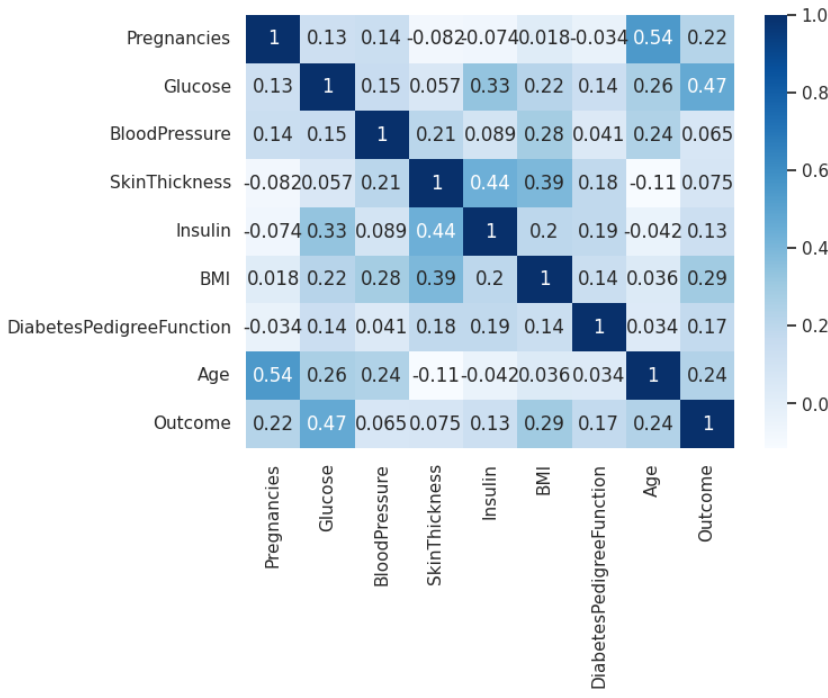 Pregnancies 1 0.13 0.14 -0.082 -0.074 0.018 -0.034 0.54 0.22
Glucose 0.13 1 0.15 0.057 0.33 0.22 0.14 0.26 0.47
BloodPressure 0.14 0.15 1 0.21 0.089 0.28 0.041 0.24 0.065
SkinThickness -0.082 0.057 0.21 1 0.44 0.39 0.18 -0.11 0.075
Insulin -0.074 0.33 0.089 0.44 1 0.2 0.19 -0.042 0.13
BMI 0.018 0.22 0.28 0.39 0.2 1 0.14 0.036 0.29
DiabetesPedigreeFunction -0.034 0.14 0.041 0.18 0.19 0.14 1 0.034 0.17
Age 0.54 0.26 0.24 -0.11 -0.042 0.036 0.034 1 0.24
Outcome 0.22 0.47 0.065 0.075 0.13 0.29 0.17 0.24 1
Pregnancies
Glucose
BloodPressure
SkinThickness
Insulin
BMI
DiabetesPedigreeFunction
Age
Outcome
1.0
0.8
0.6
0.4
0.2
0.0